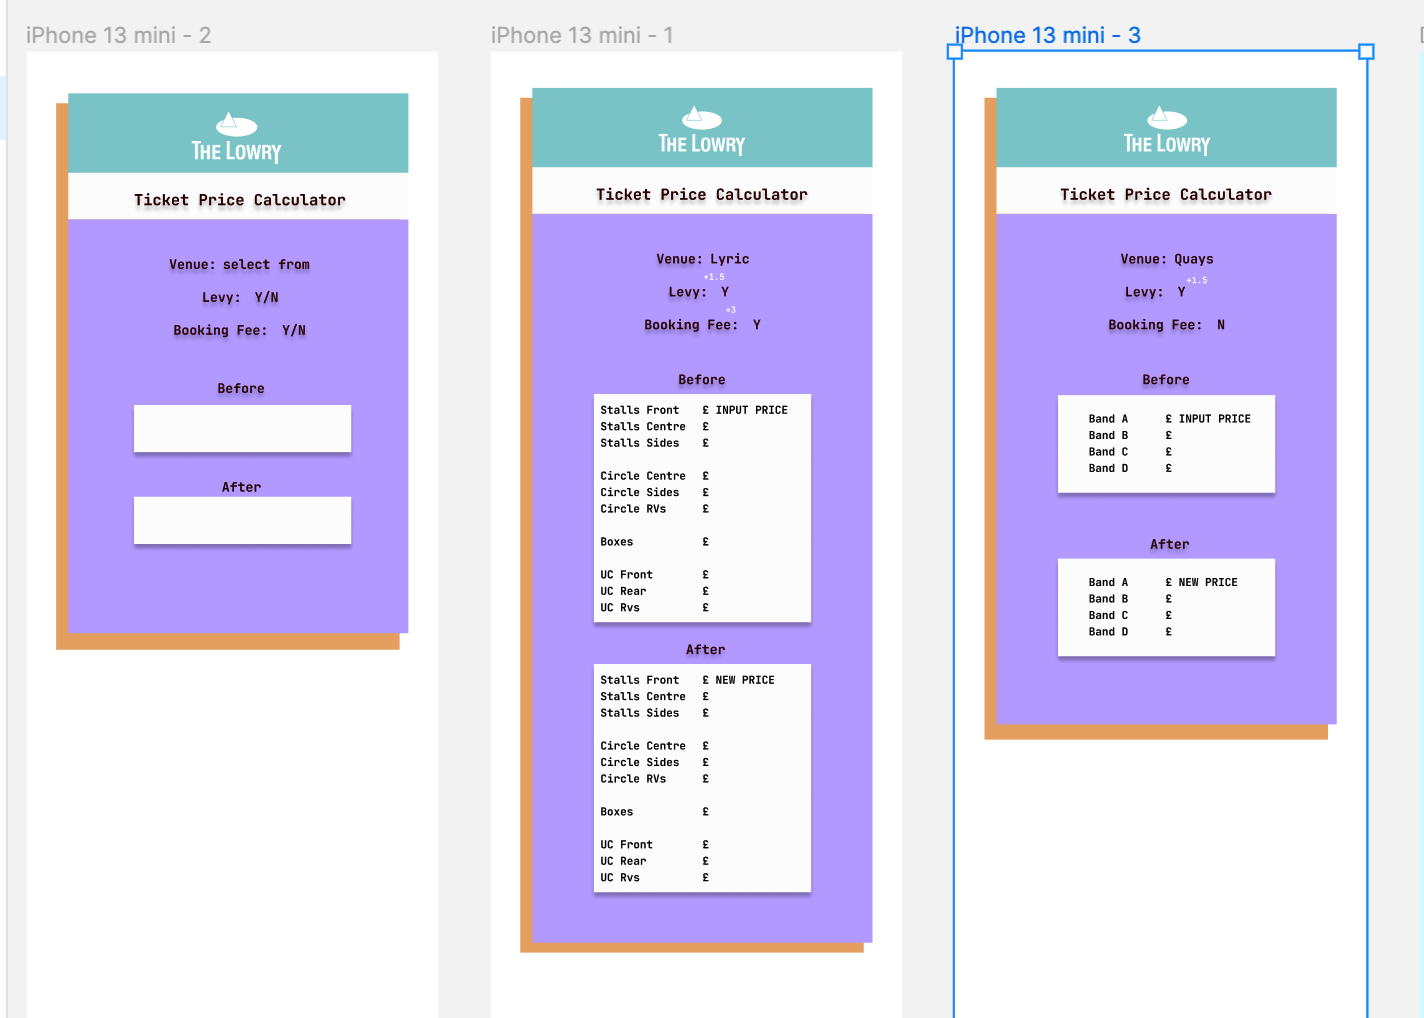 iPhone 13 mini - 2
THE LOWRY
Ticket Price Calculator
Venue: select from
Levy: Y/N
Booking Fee: Y/N
Before
After
iPhone 13 mini - 1
THE LOWRY
Ticket Price Calculator
Venue: Lyric
+1.5
Levy: Y
+3
Booking Fee: Y
Before
Stalls Front £ INPUT PRICE
Stalls Centre £
Stalls Sides £
Circle Centre £
Circle Sides £
Circle RVs £
Boxes £
UC Front £
UC Rear £
UC Rvs £
After
Stalls Front £ NEW PRICE
Stalls Centre £
Stalls Sides £
Circle Centre £
Circle Sides £
Circle RVs £
Boxes £
UC Front £
UC Rear £
UC Rvs £
iPhone 13 mini - 3
THE LOWRY
Ticket Price Calculator
Venue: Quays
+1.5
Levy: Y
Booking Fee: N
Before
Band A £ INPUT PRICE
Band B £
Band C £
Band D £
After
Band A £ NEW PRICE
Band B £
Band C £
Band D £